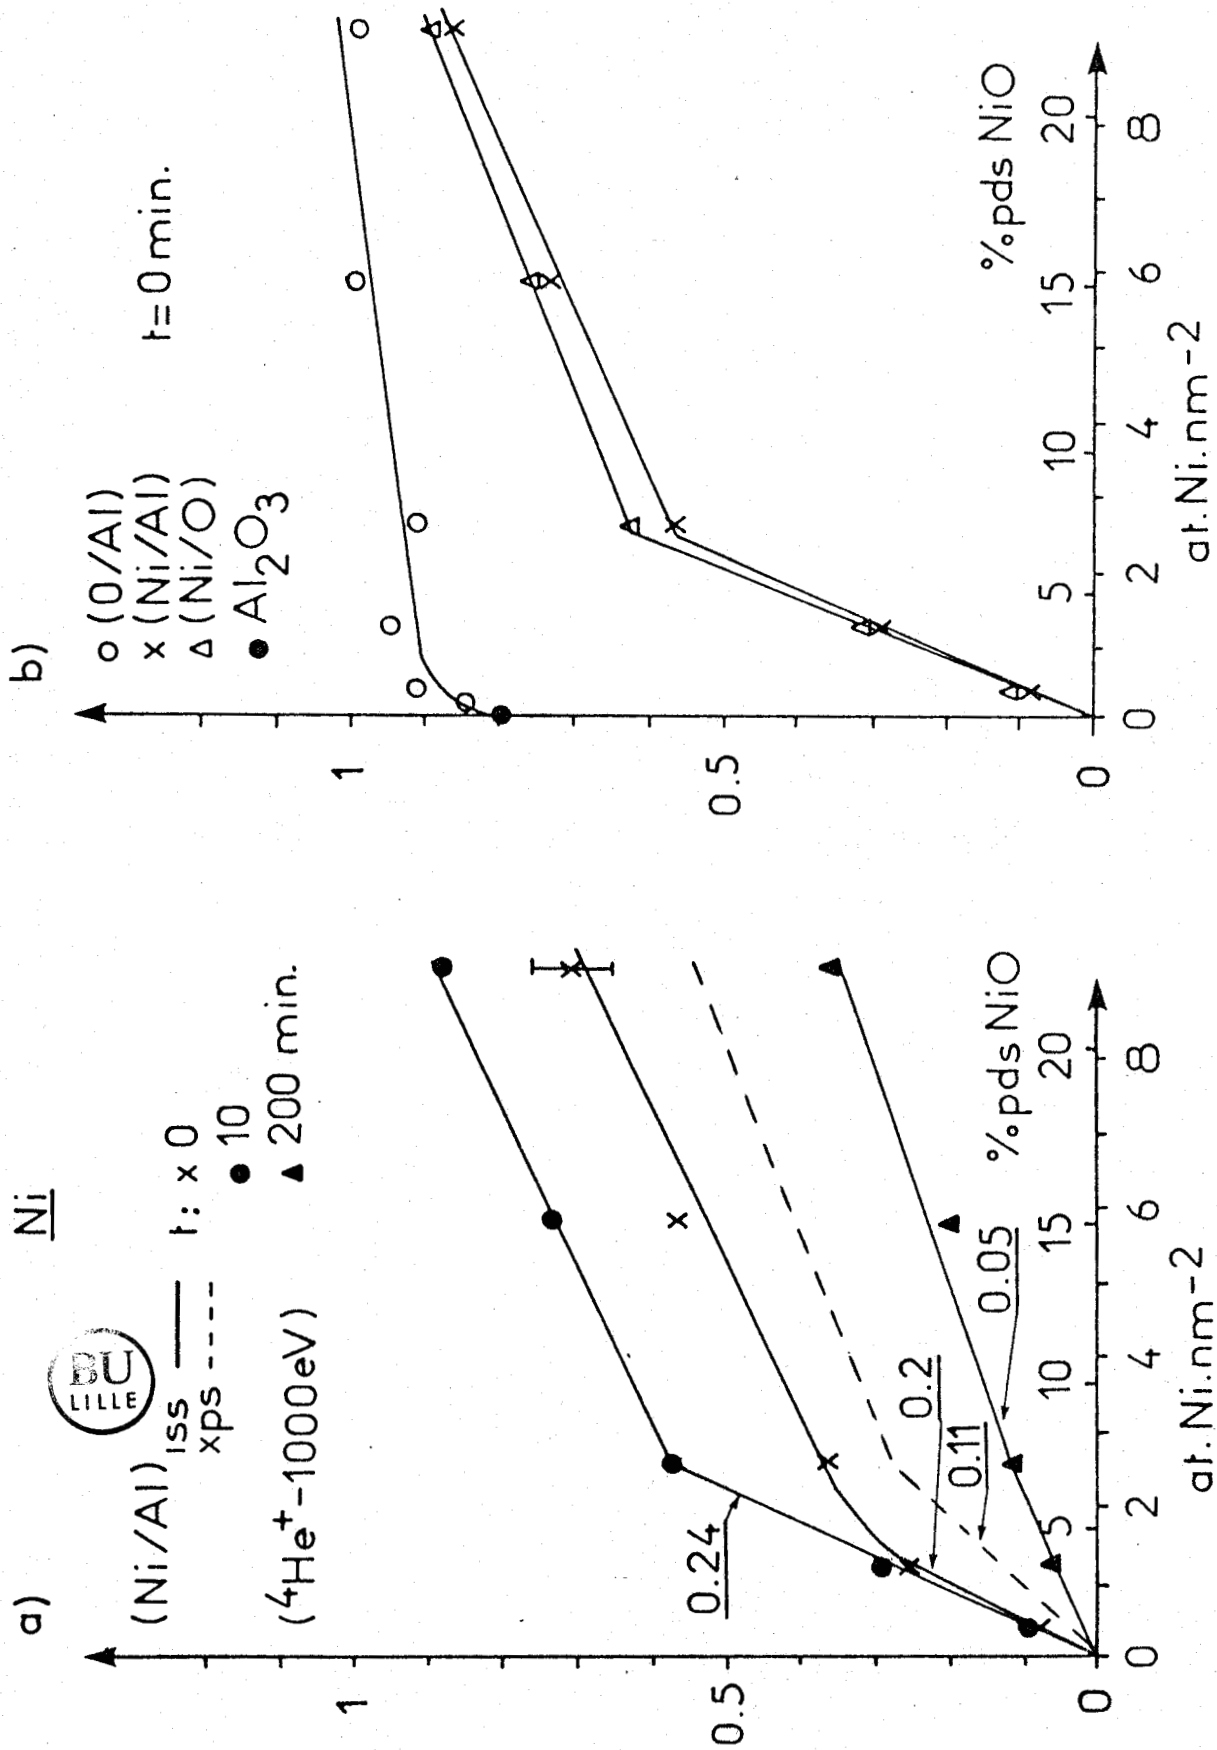 Ni
a)
(Ni/Al) iss
xps ----
t: x 0
● 10
▲ 200 min.
(⁴He⁺-1000eV)
BU
LILLE
1
0.5
0
0.24
0.2
0.11
0.05
5 10 15 20
% pds NiO
0 2 4 6 8
at.Ni.nm-2
b)
○ (O/Al)
x (Ni/Al)
△ (Ni/O)
● Al₂O₃
t=0 min.
1
0.5
0
5 10 15 20
% pds NiO
0 2 4 6 8
at.Ni.nm-2